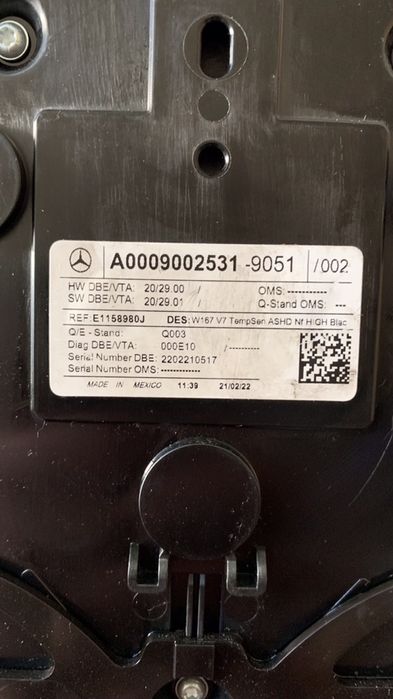 A0009002531 -9051 /002
HW DBE/VTA: 20/29.00 / OMS:------------
SW DBE/VTA: 20/29.01 / Q-Stand OMS: ---
REF:E1158980J DES:W167 V7 TempSen ASHD Nf HIGH Blac
Q/E - Stand: Q003
Diag DBE/VTA: 000E10 /----------
Serial Number DBE: 2202210517
Serial Number OMS:------------
MADE IN MEXICO 11:39 21/02/22